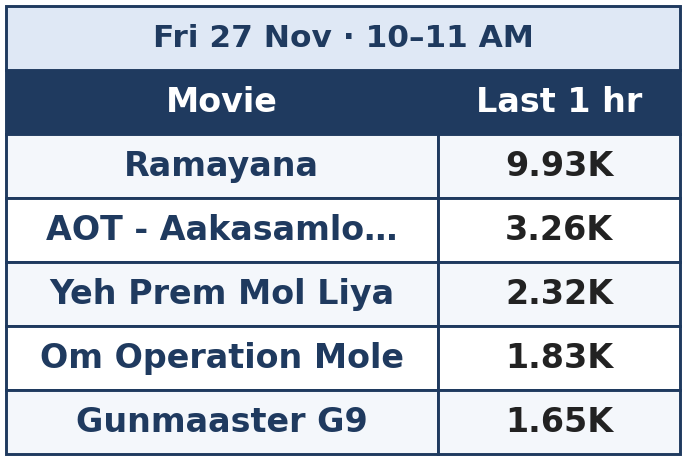 Fri 27 Nov · 10–11 AM
Movie Last 1 hr
Ramayana 9.93K
AOT - Aakasamlo... 3.26K
Yeh Prem Mol Liya 2.32K
Om Operation Mole 1.83K
Gunmaaster G9 1.65K